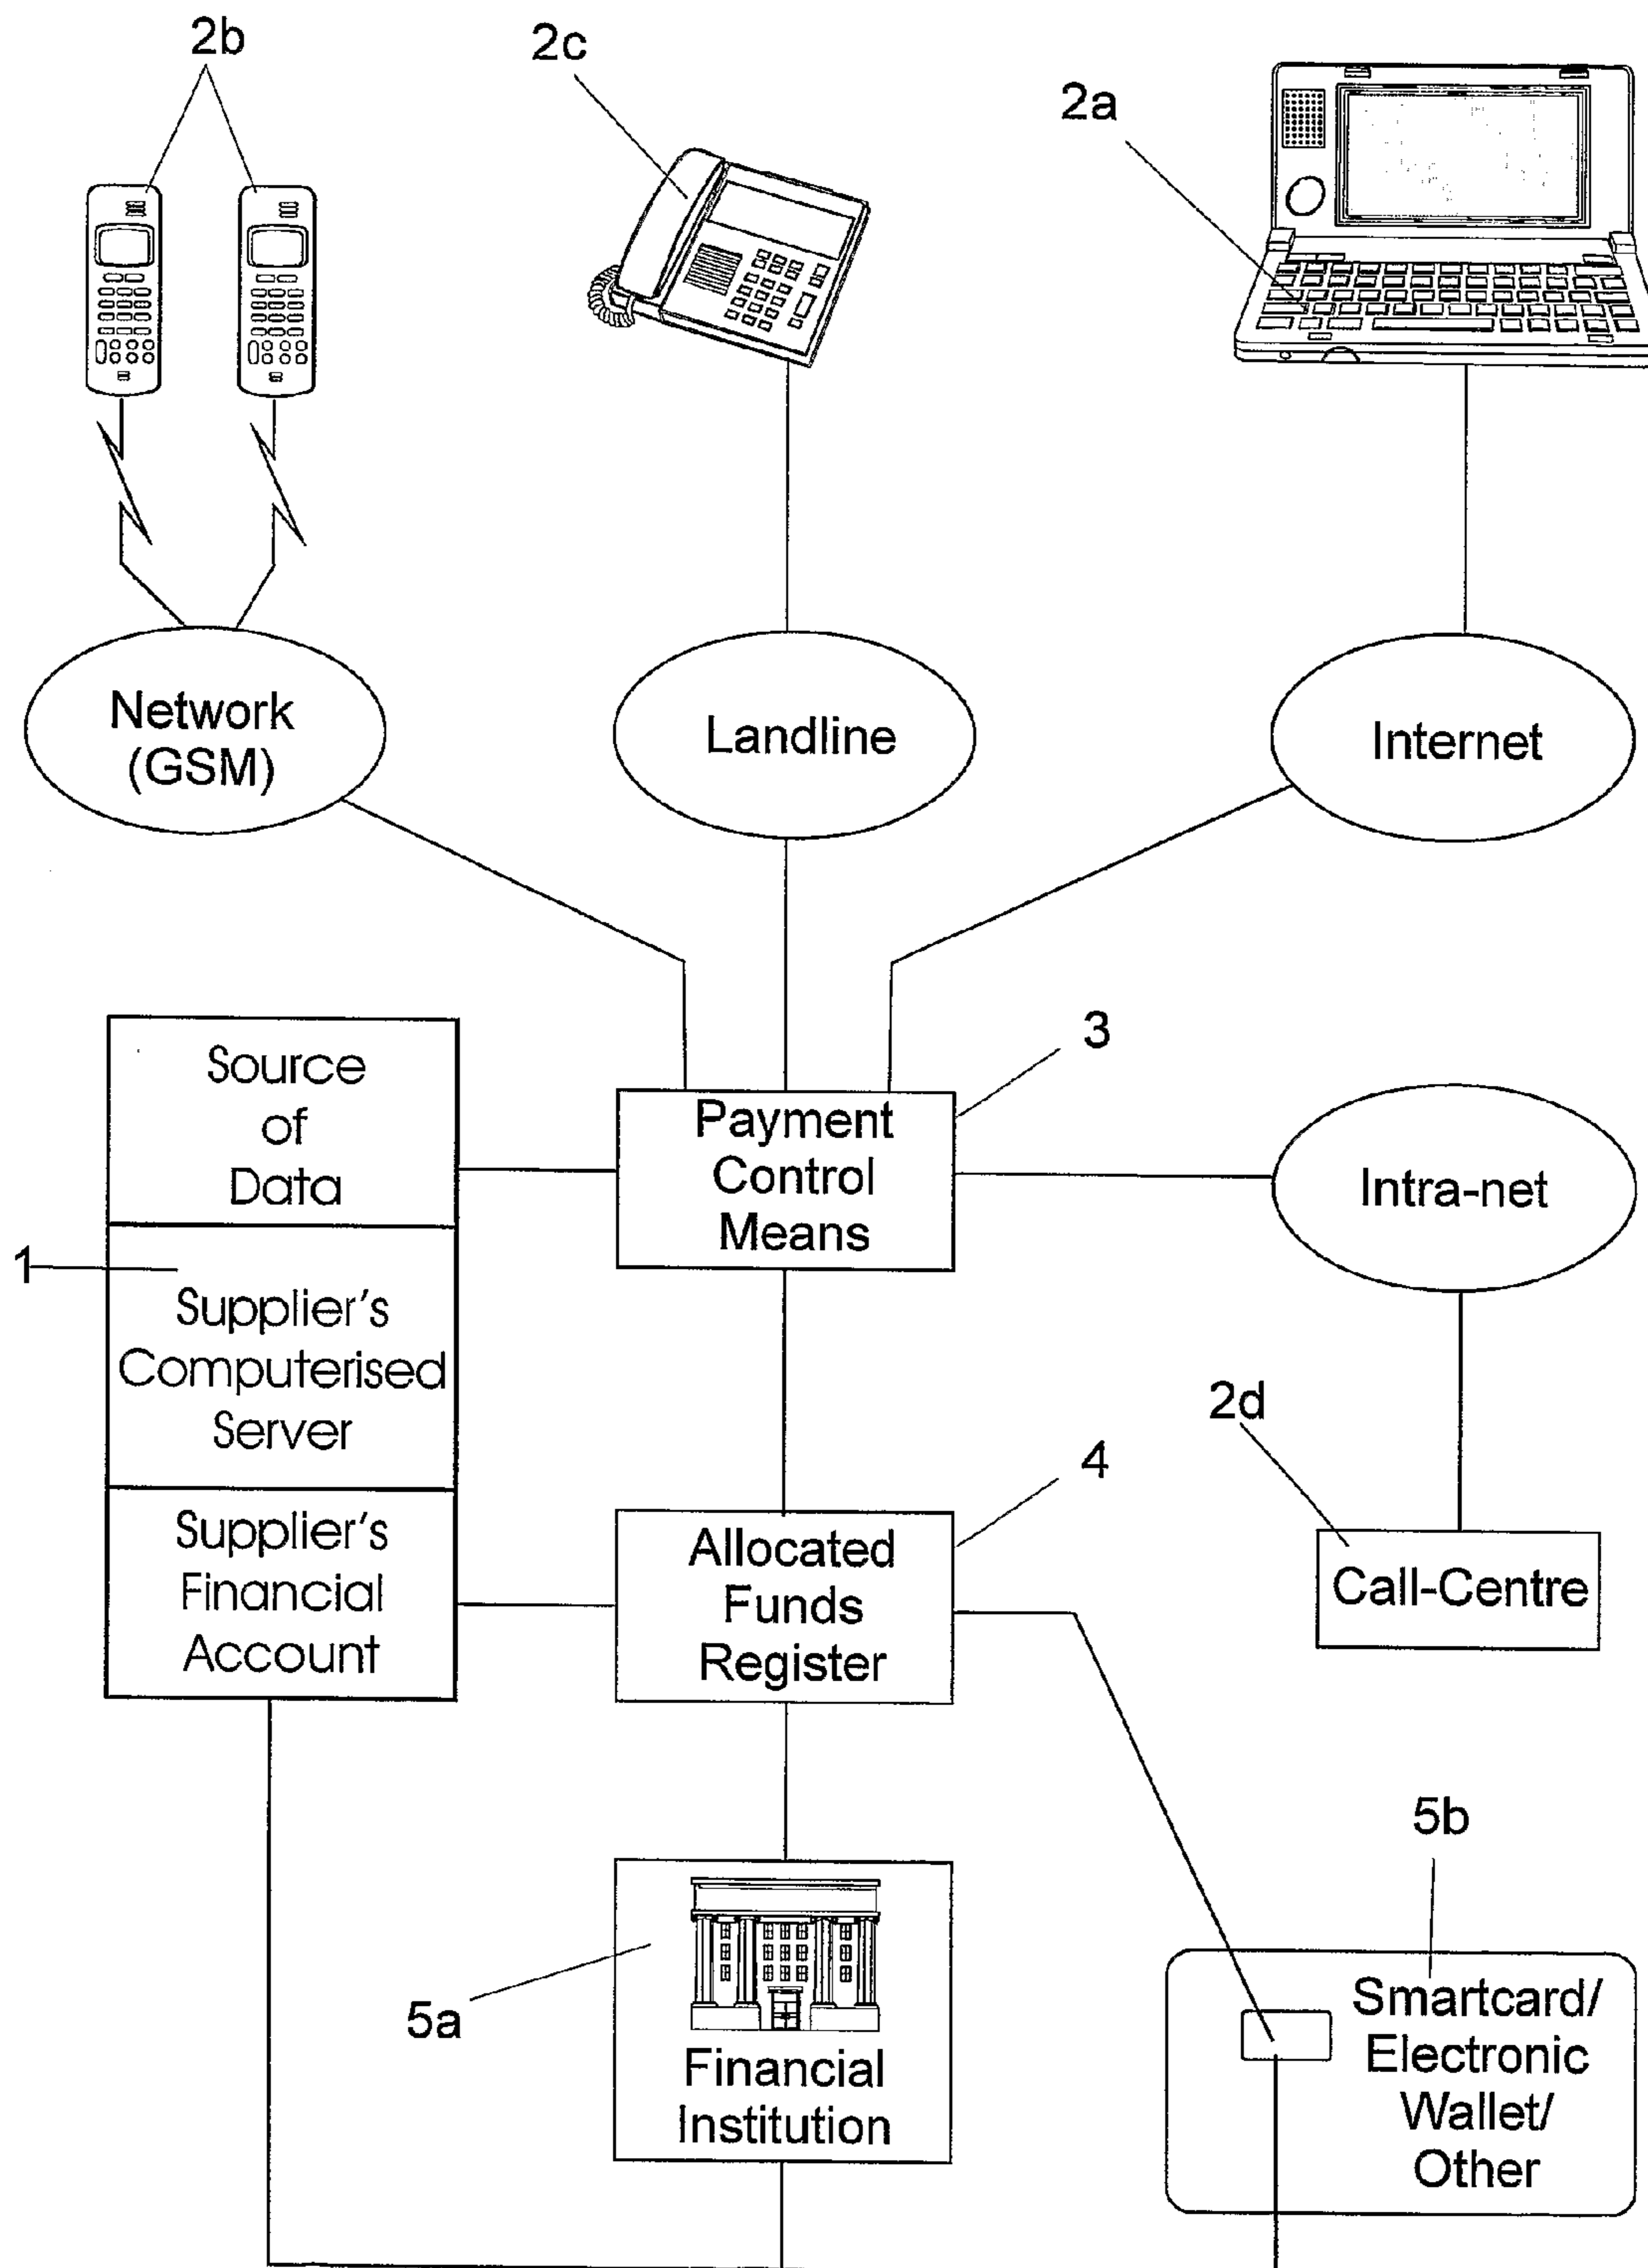 2b
2c
2a
Network
(GSM)
Landline
Internet
Source
of
Data
3
Payment
Control
Means
Intra-net
1
Supplier's
Computerised
Server
2d
4
Supplier's
Financial
Account
Allocated
Funds
Register
Call-Centre
5b
5a
Financial
Institution
Smartcard/
Electronic
Wallet/
Other